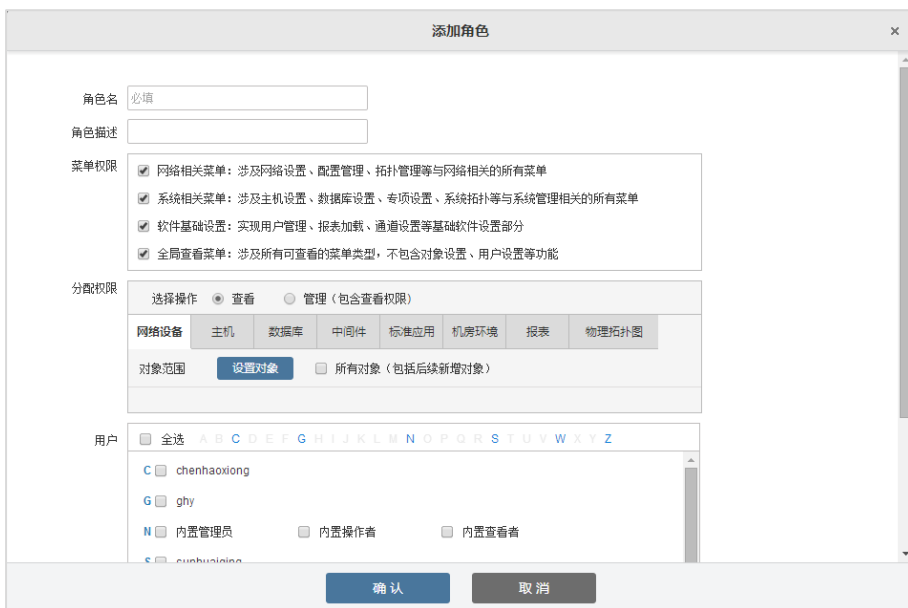 添加角色 ×
角色名 必填
角色描述
菜单权限
网络相关菜单：涉及网络设置、配置管理、拓扑管理等与网络相关的所有菜单
系统相关菜单：涉及主机设置、数据库设置、专项设置、系统拓扑等与系统管理相关的所有菜单
软件基础设置：实现用户管理、报表加载、通道设置等基础软件设置部分
全局查看菜单：涉及所有可查看的菜单类型，不包含对象设置、用户设置等功能
分配权限
选择操作 查看 管理（包含查看权限）
网络设备 主机 数据库 中间件 标准应用 机房环境 报表 物理拓扑图
对象范围 设置对象 所有对象（包括后续新增对象）
用户 全选 A B C D E F G H I J K L M N O P Q R S T U V W X Y Z
C chenhaoxiong
G ghy
N 内置管理员 内置操作者 内置查看者
S sunhuaiqing
确认 取消